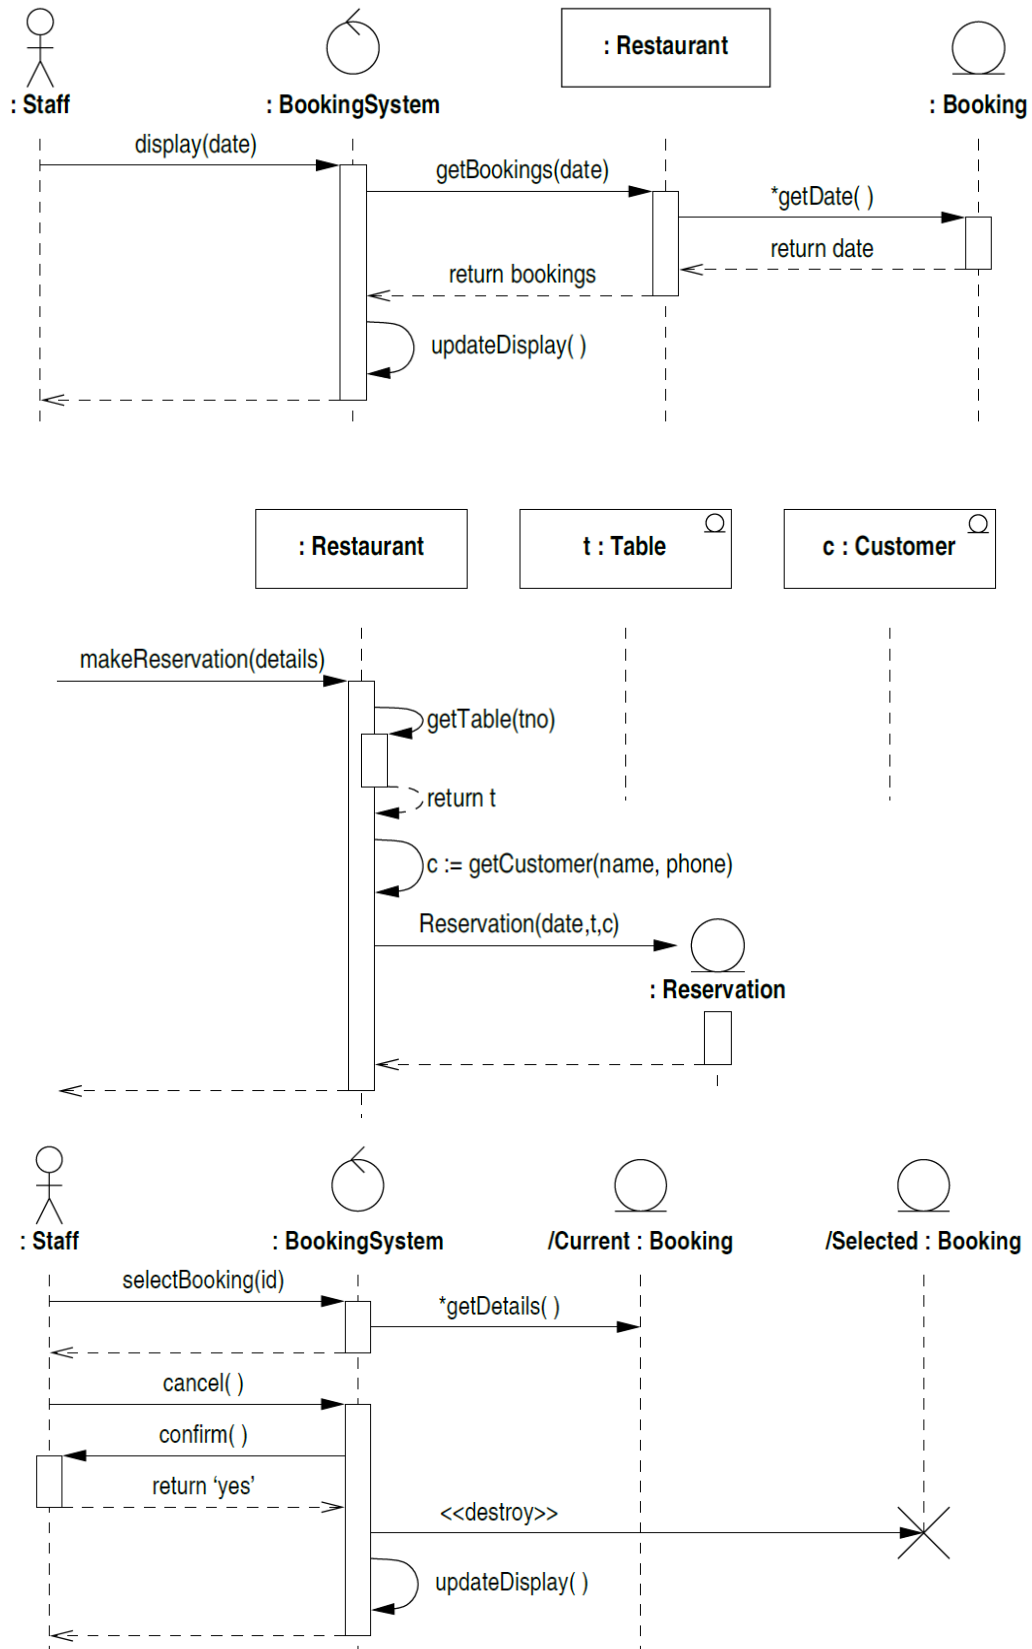 : Restaurant
: Staff
: BookingSystem
: Booking
display(date)
getBookings(date)
*getDate( )
return date
return bookings
updateDisplay( )
: Restaurant
t : Table
c : Customer
makeReservation(details)
getTable(tno)
return t
c := getCustomer(name, phone)
Reservation(date,t,c)
: Reservation
: Staff
: BookingSystem
/Current : Booking
/Selected : Booking
selectBooking(id)
*getDetails( )
cancel( )
confirm( )
return ‘yes’
<<destroy>>
updateDisplay( )